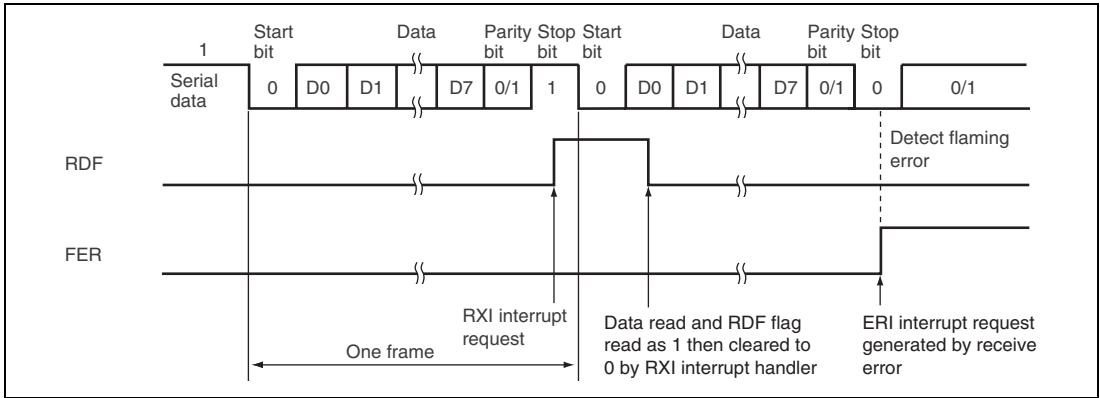 Start Data Parity Stop Start Data Parity Stop
1 bit bit bit bit bit bit
Serial
data
0 D0 D1 D7 0/1 1 0 D0 D1 D7 0/1 0 0/1
Detect flaming
error
RDF
FER
RXI interrupt
request
Data read and RDF flag
read as 1 then cleared to
0 by RXI interrupt handler
ERI interrupt request
generated by receive
error
One frame